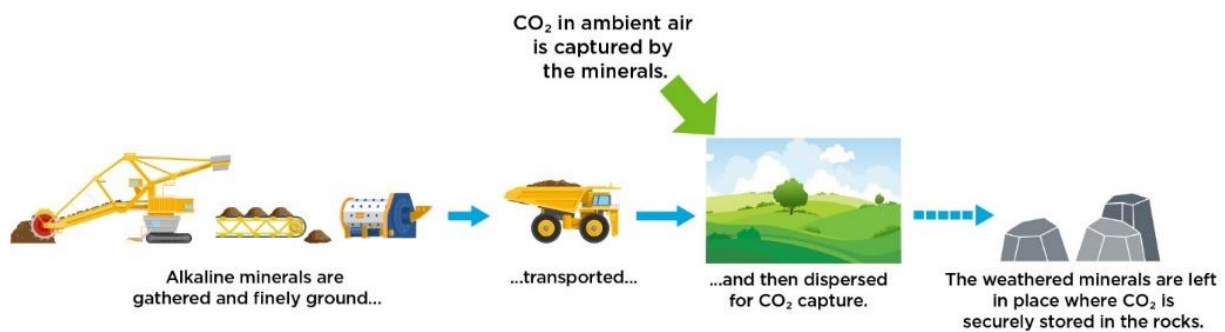 CO₂ in ambient air
is captured by
the minerals.
Alkaline minerals are
gathered and finely ground...
...transported...
...and then dispersed
for CO₂ capture.
The weathered minerals are left
in place where CO₂ is
securely stored in the rocks.